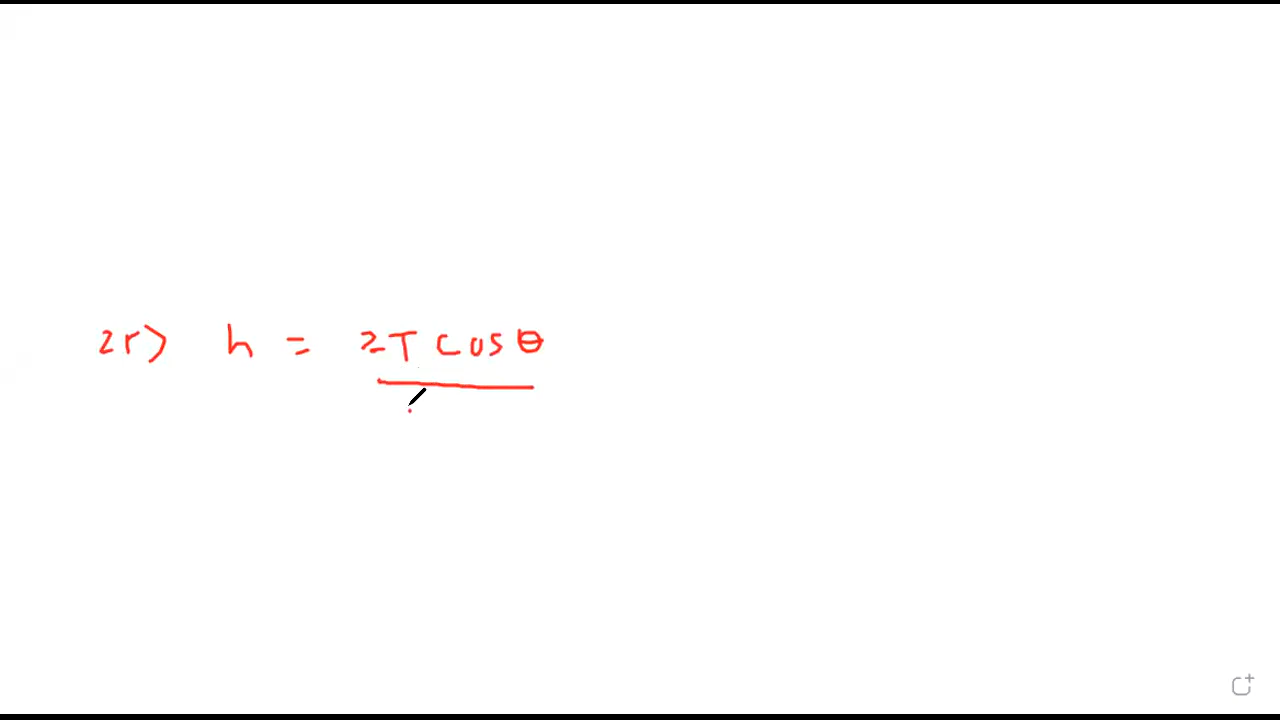 2r) h = 2T cos θ